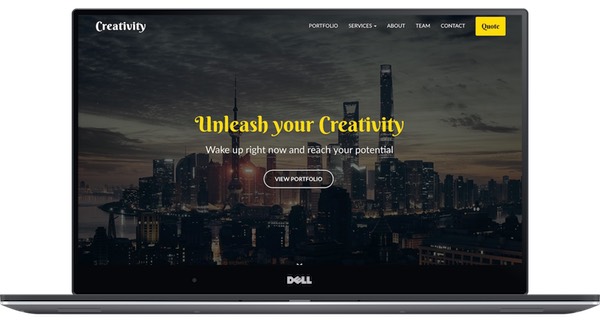 Creativity
PORTFOLIO SERVICES ABOUT TEAM CONTACT Quote
Unleash your Creativity
Wake up right now and reach your potential
VIEW PORTFOLIO
DELL